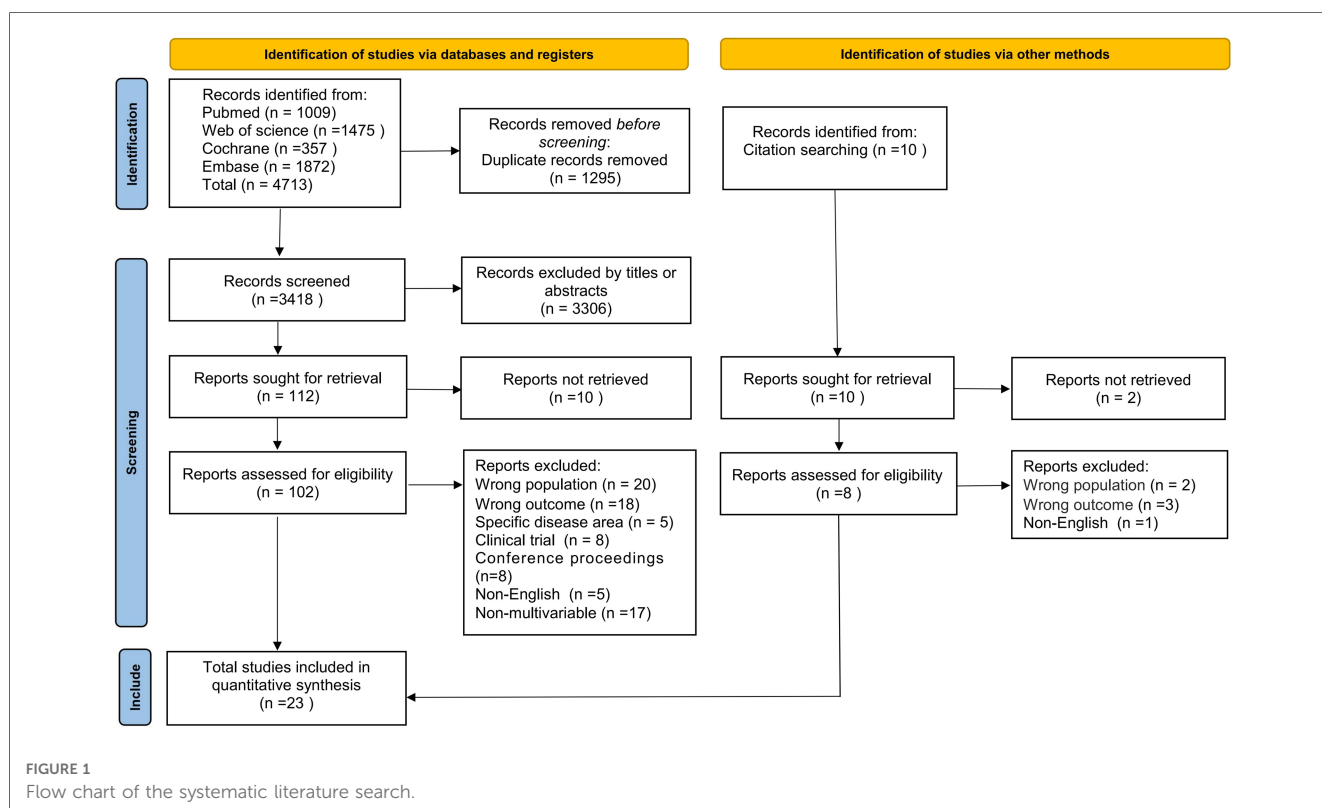 Identification of studies via databases and registers
Identification of studies via other methods
Identification
Records identified from:
Pubmed (n = 1009)
Web of science (n =1475 )
Cochrane (n =357 )
Embase (n = 1872)
Total (n = 4713)
Records removed before
screening:
Duplicate records removed
(n = 1295)
Records identified from:
Citation searching (n =10 )
Screening
Records screened
(n =3418 )
Records excluded by titles or
abstracts
(n = 3306)
Reports sought for retrieval
(n = 112)
Reports not retrieved
(n =10 )
Reports sought for retrieval
(n =10 )
Reports not retrieved
(n = 2)
Reports assessed for eligibility
(n = 102)
Reports excluded:
Wrong population (n = 20)
Wrong outcome (n =18)
Specific disease area (n = 5)
Clinical trial (n = 8)
Conference proceedings
(n=8)
Non-English (n =5)
Non-multivariable (n =17)
Reports assessed for eligibility
(n =8 )
Reports excluded:
Wrong population (n = 2)
Wrong outcome (n =3)
Non-English (n =1)
Include
Total studies included in
quantitative synthesis
(n =23 )
FIGURE 1
Flow chart of the systematic literature search.